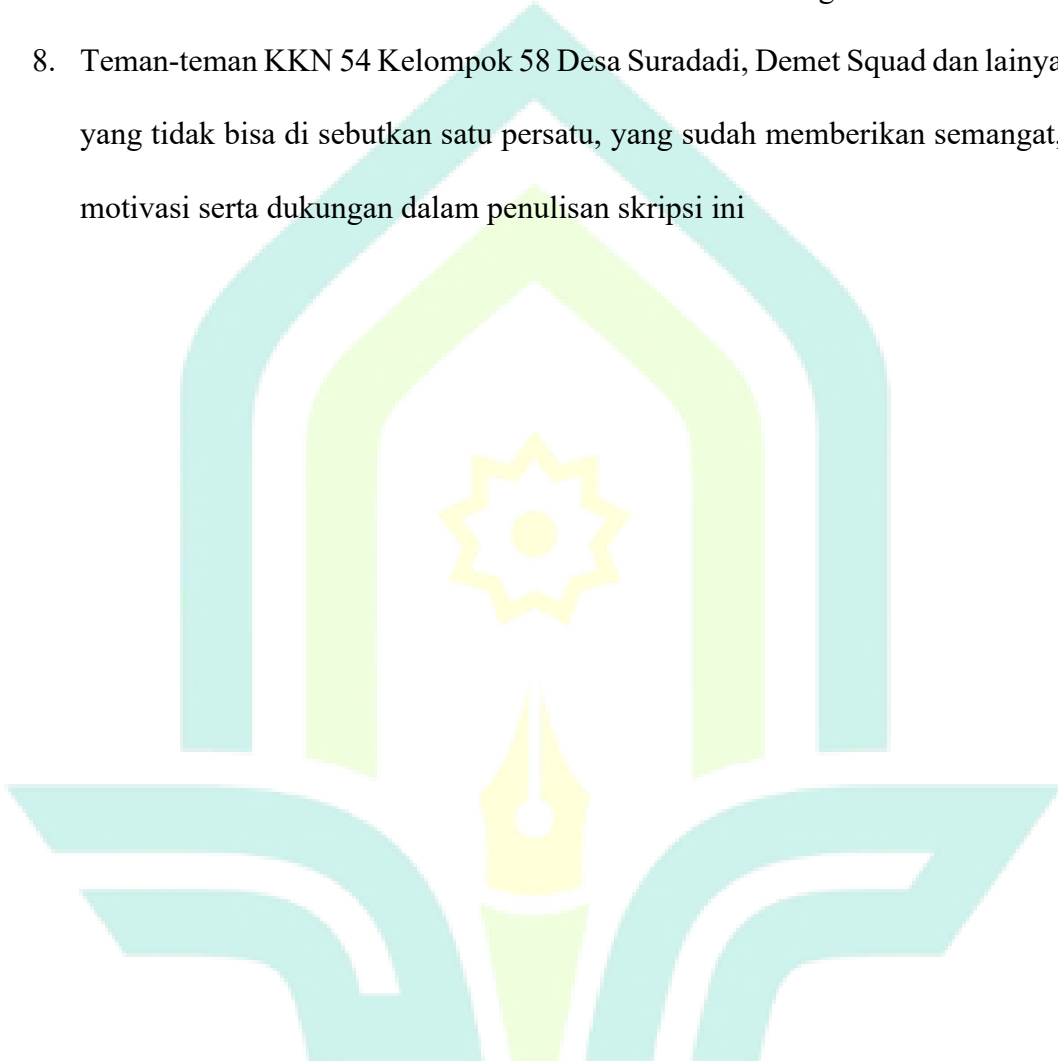 8. Teman-teman KKN 54 Kelompok 58 Desa Suradadi, Demet Squad dan lainya
yang tidak bisa di sebutkan satu persatu, yang sudah memberikan semangat,
motivasi serta dukungan dalam penulisan skripsi ini